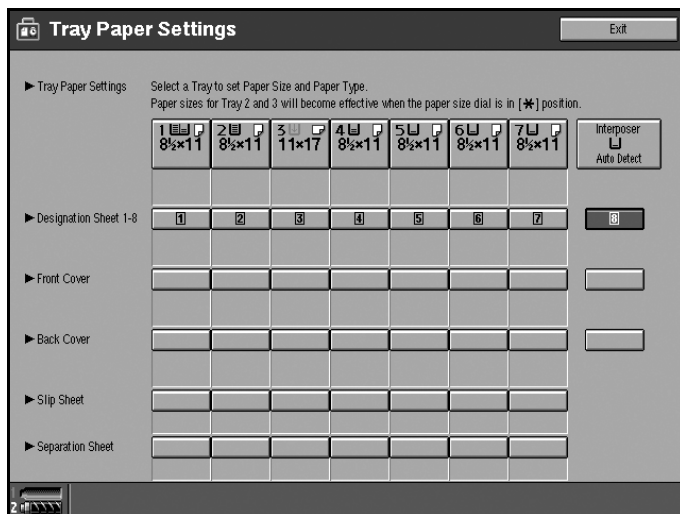 Tray Paper Settings
Exit
Tray Paper Settings
Select a Tray to set Paper Size and Paper Type.
Paper sizes for Tray 2 and 3 will become effective when the paper size dial is in [✱] position.
1 2 3 4 5 6 7
8½×11 8½×11 11×17 8½×11 8½×11 8½×11 8½×11
Interposer
Auto Detect
Designation Sheet 1-8
1 2 3 4 5 6 7 8
Front Cover
Back Cover
Slip Sheet
Separation Sheet
1
2